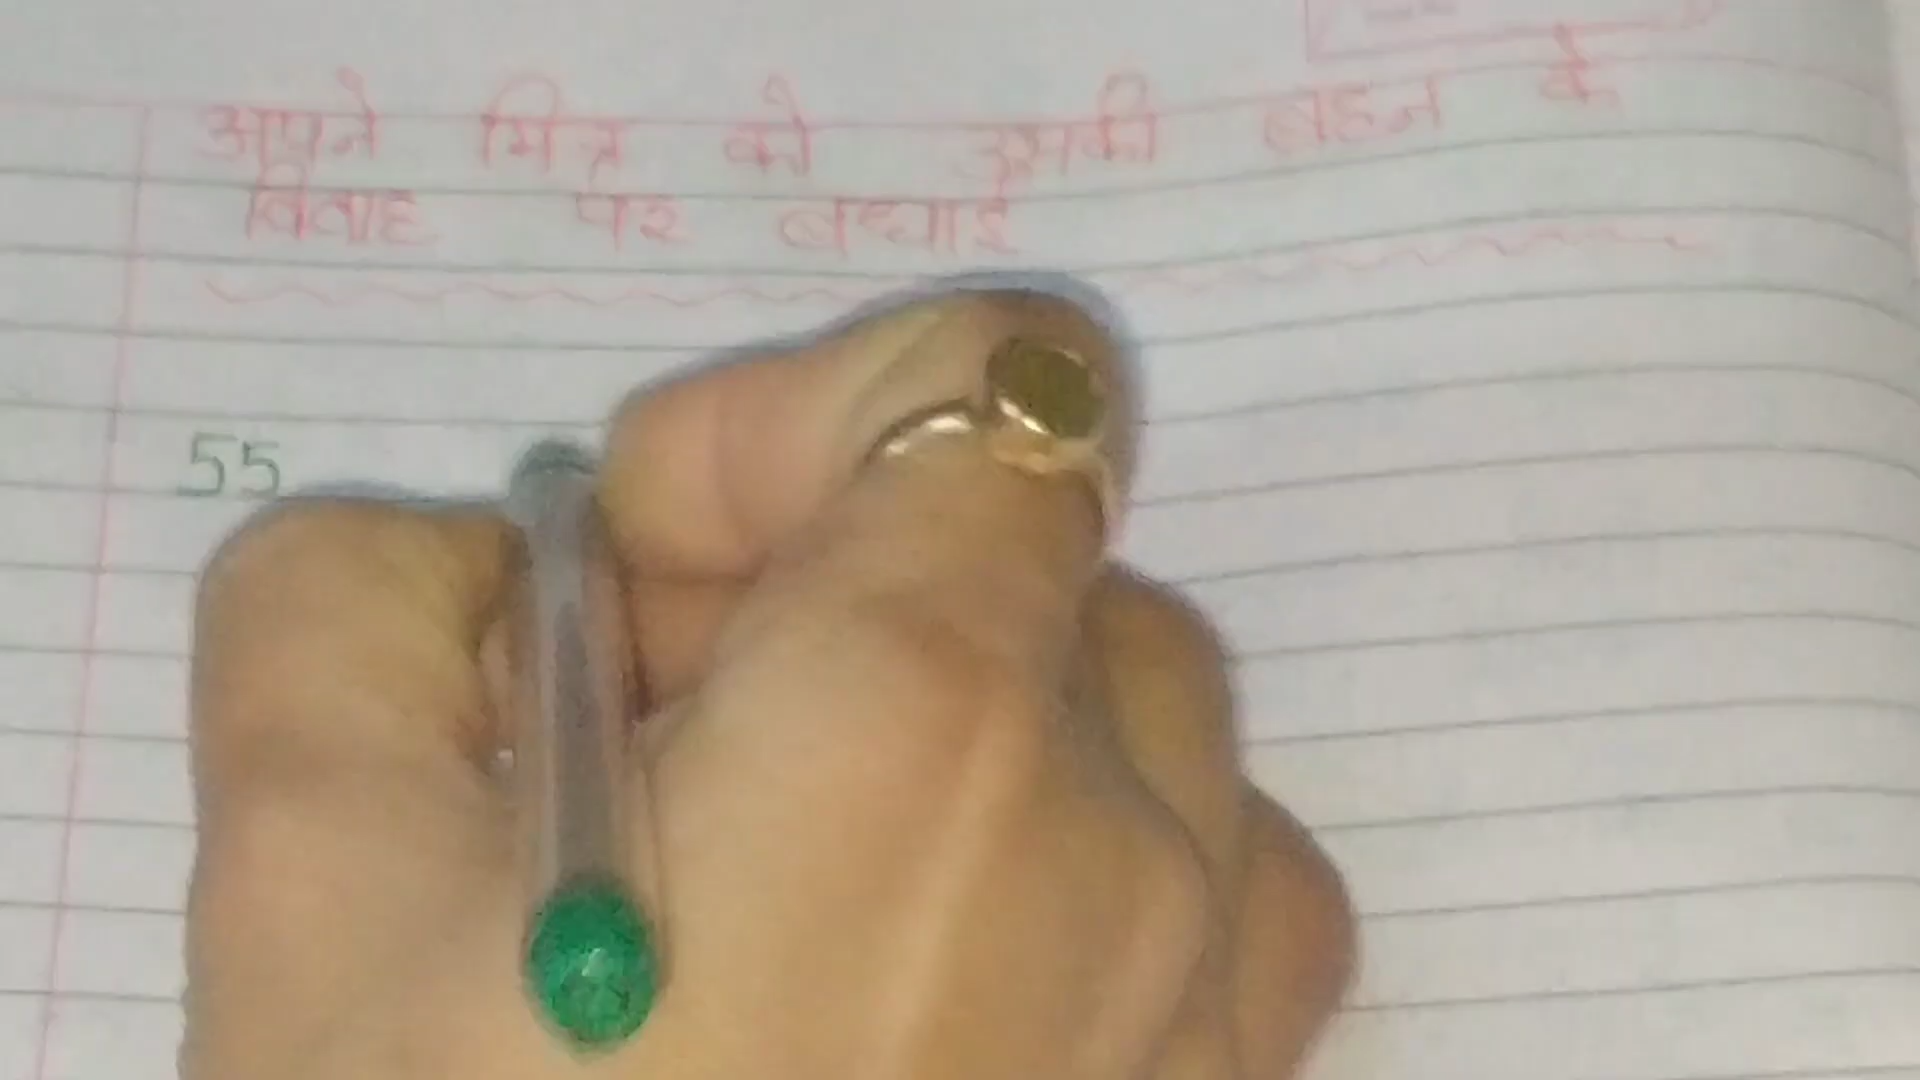 अपने मित्र को उसकी बहन के
विवाह पर बधाई
55